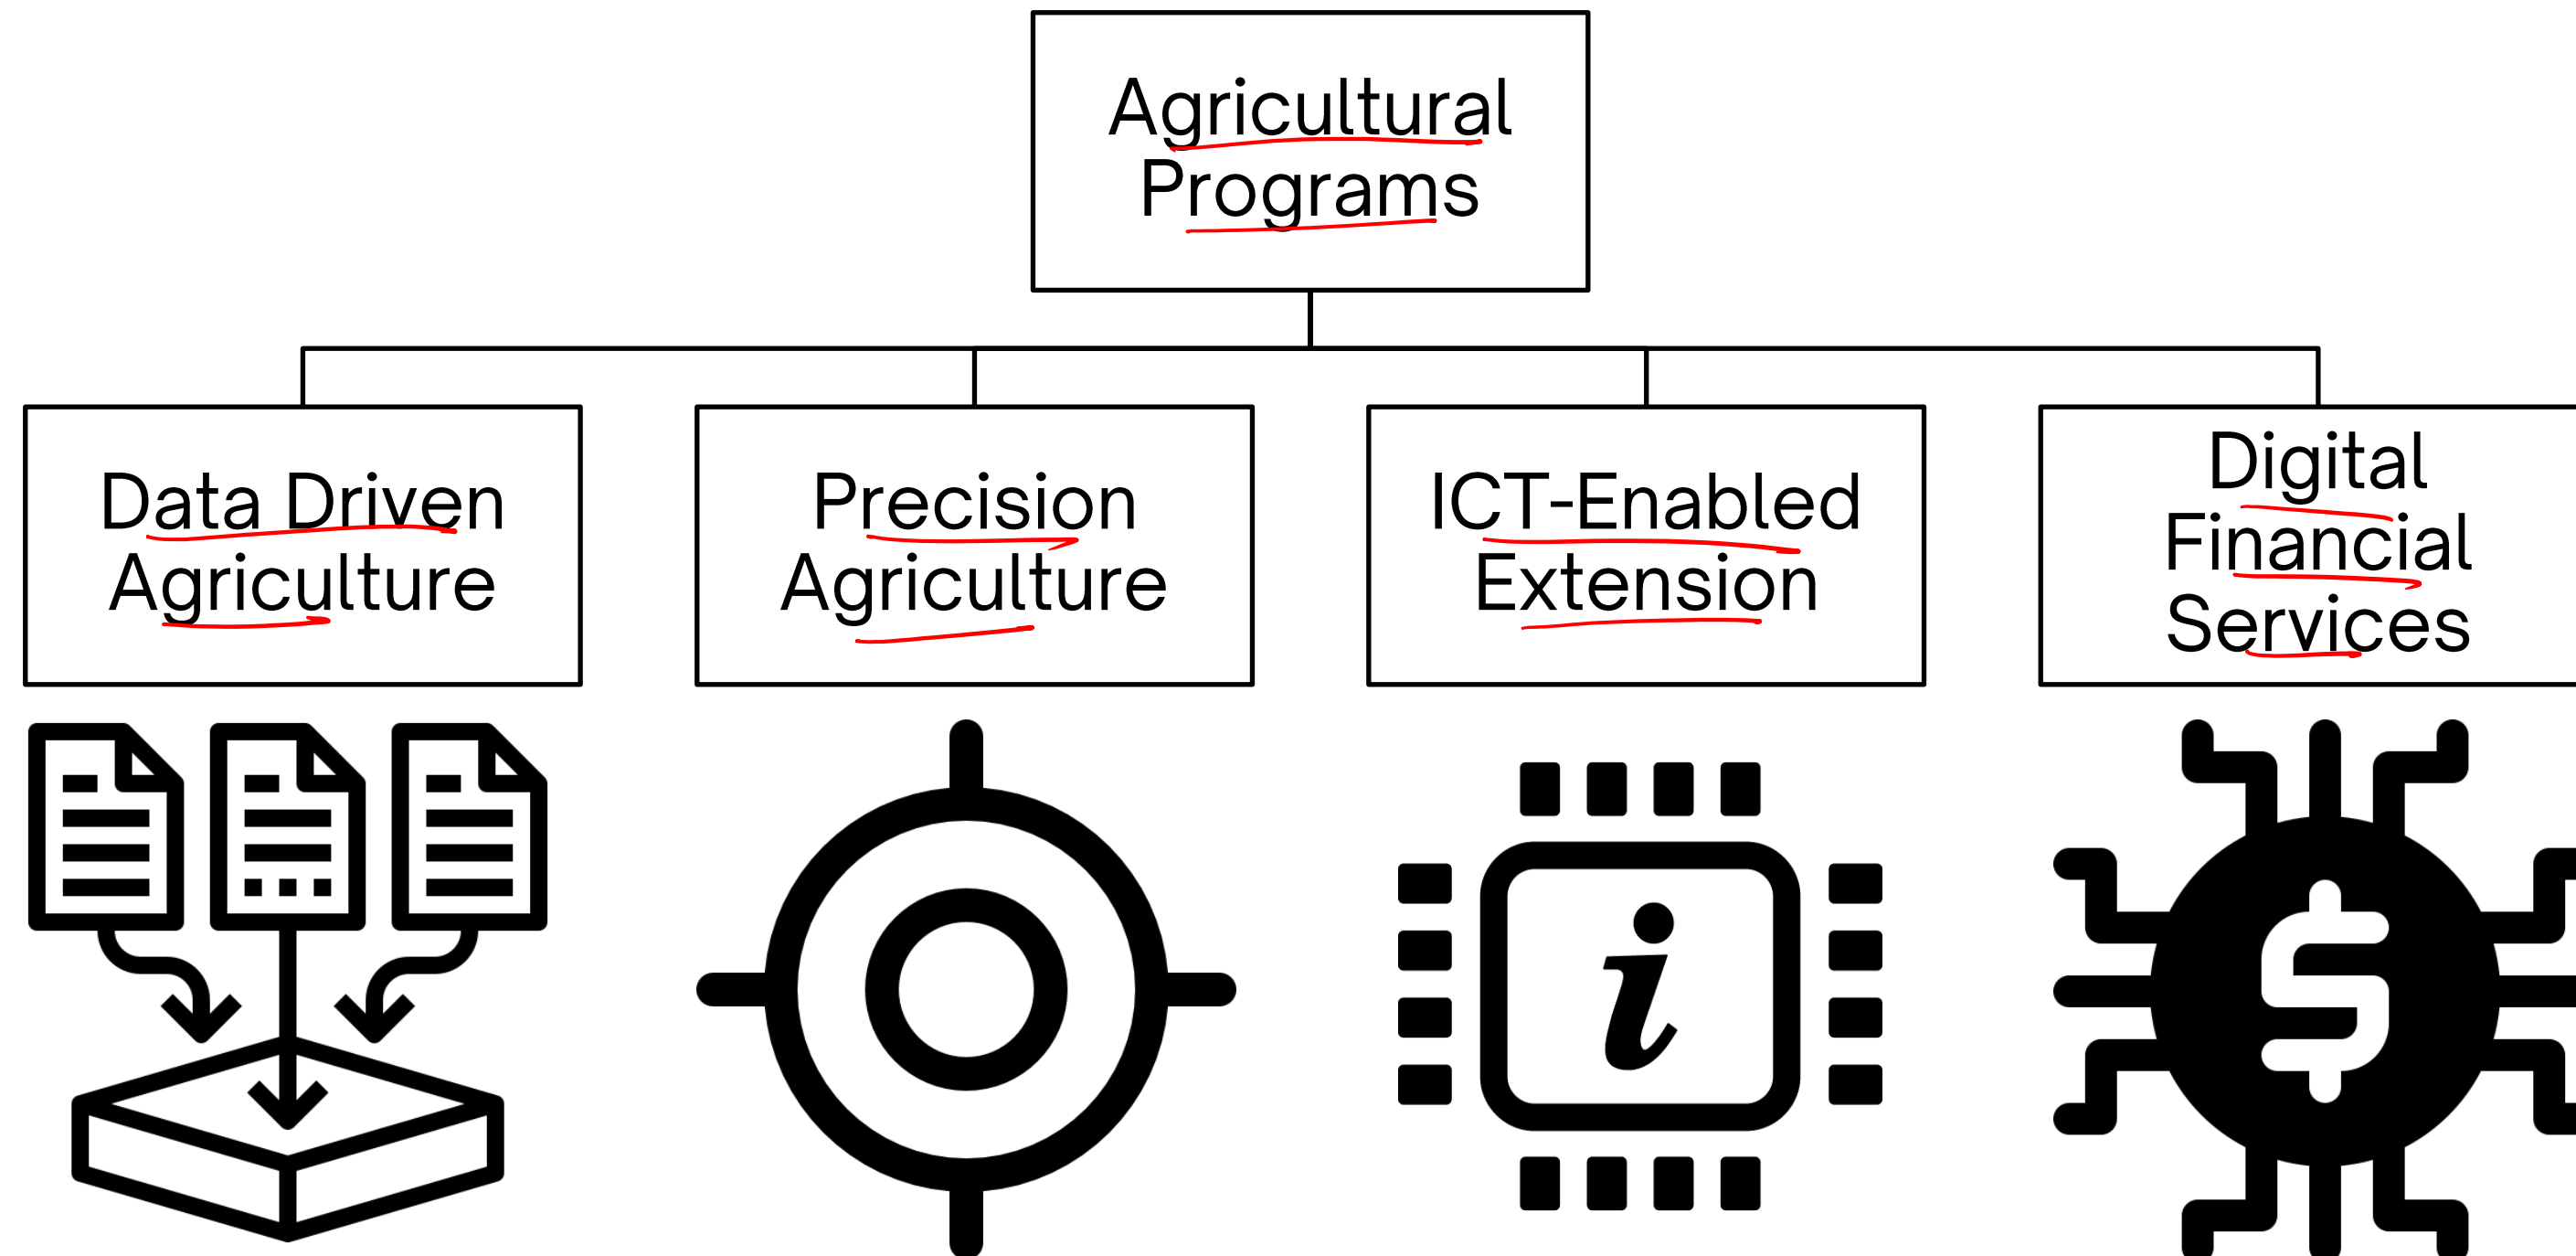 Agricultural
Programs
Data Driven
Agriculture
Precision
Agriculture
ICT-Enabled
Extension
Digital
Financial
Services
i
$